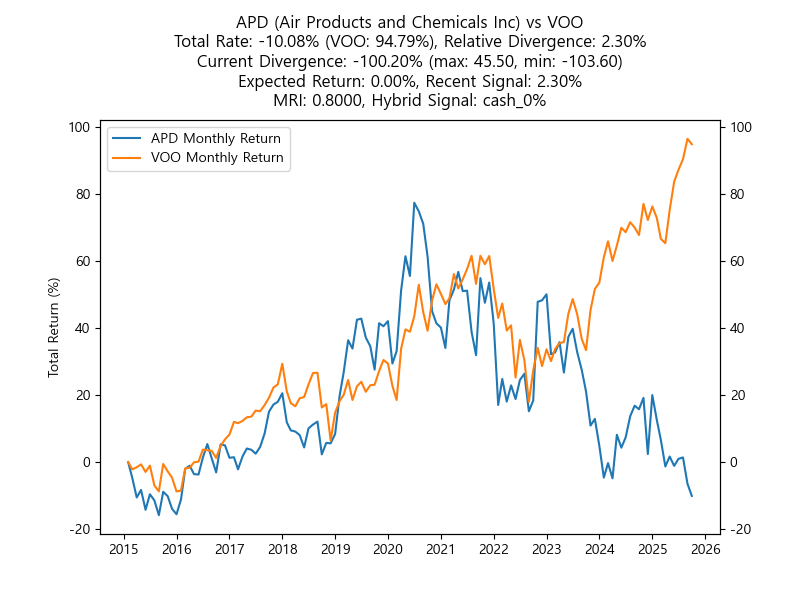 APD (Air Products and Chemicals Inc) vs VOO
Total Rate: -10.08% (VOO: 94.79%), Relative Divergence: 2.30%
Current Divergence: -100.20% (max: 45.50, min: -103.60)
Expected Return: 0.00%, Recent Signal: 2.30%
MRI: 0.8000, Hybrid Signal: cash_0%
APD Monthly Return
VOO Monthly Return
Total Return (%)
100
80
60
40
20
0
-20
100
80
60
40
20
0
-20
2015 2016 2017 2018 2019 2020 2021 2022 2023 2024 2025 2026